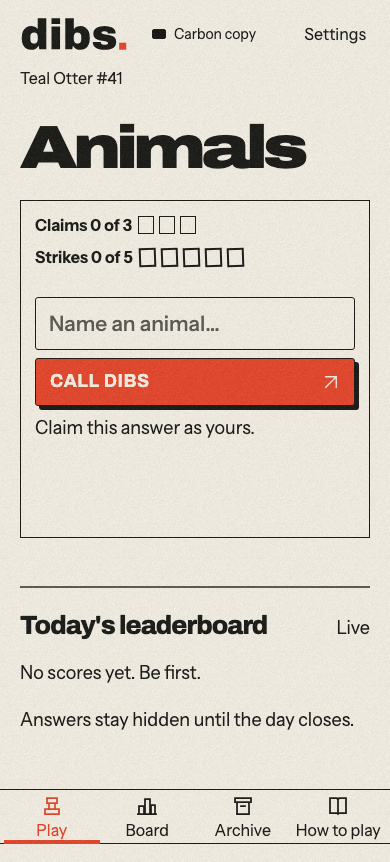 dibs.
Carbon copy
Settings
Teal Otter #41
Animals
Claims 0 of 3
Strikes 0 of 5
Name an animal...
CALL DIBS
Claim this answer as yours.
Today's leaderboard
Live
No scores yet. Be first.
Answers stay hidden until the day closes.
Play
Board
Archive
How to play